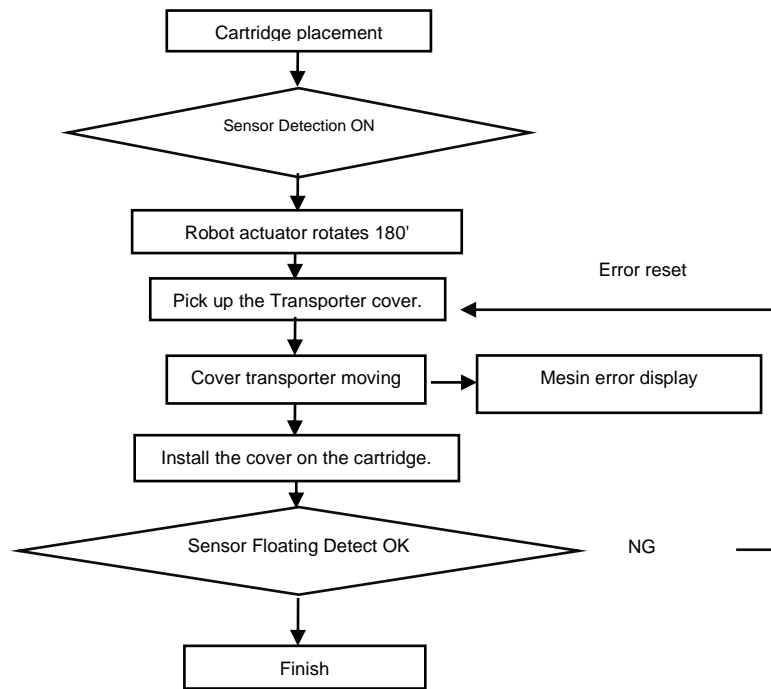 Cartridge placement
Sensor Detection ON
Robot actuator rotates 180'
Error reset
Pick up the Transporter cover.
Cover transporter moving
Mesin error display
Install the cover on the cartridge.
Sensor Floating Detect OK
NG
Finish